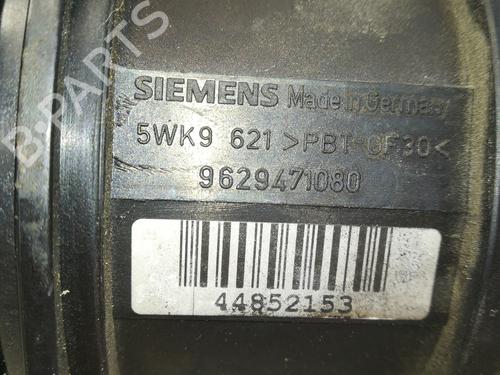 SIEMENS Made in Germany
5WK9 621 >PBT-GF30<
9629471080
44852153
B-PARTS